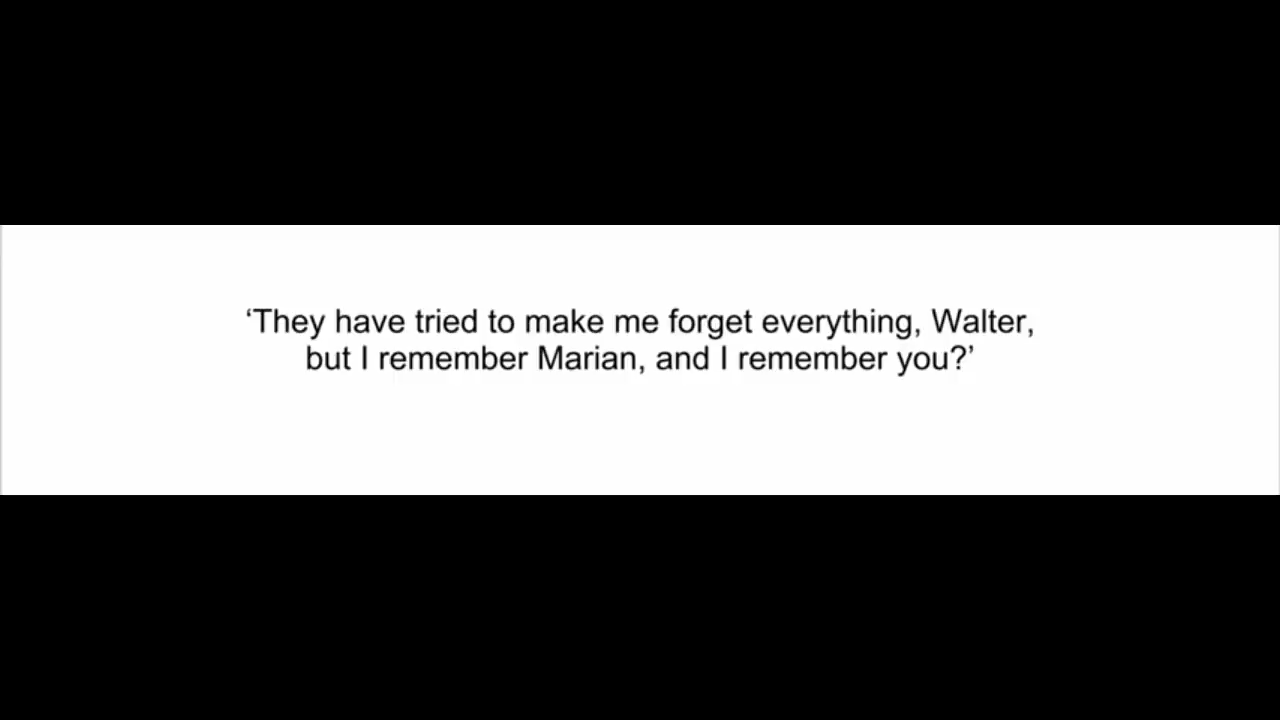 ‘They have tried to make me forget everything, Walter,
but I remember Marian, and I remember you?’